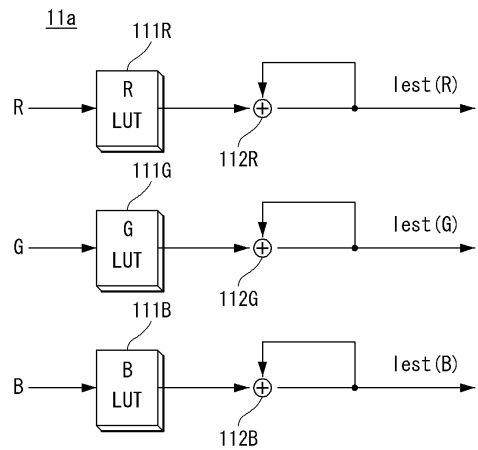 11a
111R
R
R
LUT
Iest(R)
112R
111G
G
G
LUT
Iest(G)
112G
111B
B
B
LUT
Iest(B)
112B